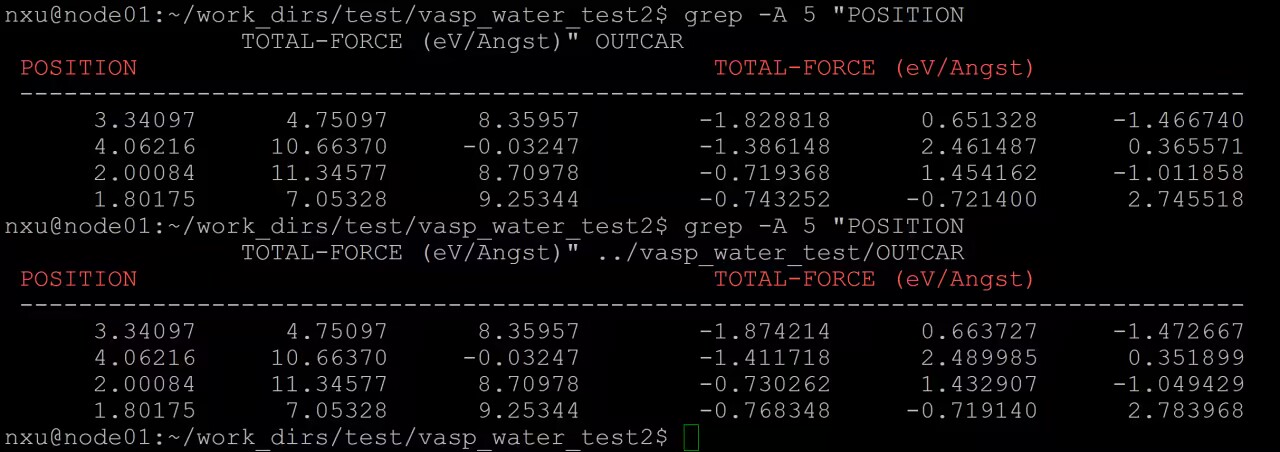 nxu@node01:~/work_dirs/test/vasp_water_test2$ grep -A 5 "POSITION
TOTAL-FORCE (eV/Angst)" OUTCAR
POSITION TOTAL-FORCE (eV/Angst)
-----------------------------------------------------------------------------------
3.34097 4.75097 8.35957 -1.828818 0.651328 -1.466740
4.06216 10.66370 -0.03247 -1.386148 2.461487 0.365571
2.00084 11.34577 8.70978 -0.719368 1.454162 -1.011858
1.80175 7.05328 9.25344 -0.743252 -0.721400 2.745518
nxu@node01:~/work_dirs/test/vasp_water_test2$ grep -A 5 "POSITION
TOTAL-FORCE (eV/Angst)" ../vasp_water_test/OUTCAR
POSITION TOTAL-FORCE (eV/Angst)
-----------------------------------------------------------------------------------
3.34097 4.75097 8.35957 -1.874214 0.663727 -1.472667
4.06216 10.66370 -0.03247 -1.411718 2.489985 0.351899
2.00084 11.34577 8.70978 -0.730262 1.432907 -1.049429
1.80175 7.05328 9.25344 -0.768348 -0.719140 2.783968
nxu@node01:~/work_dirs/test/vasp_water_test2$